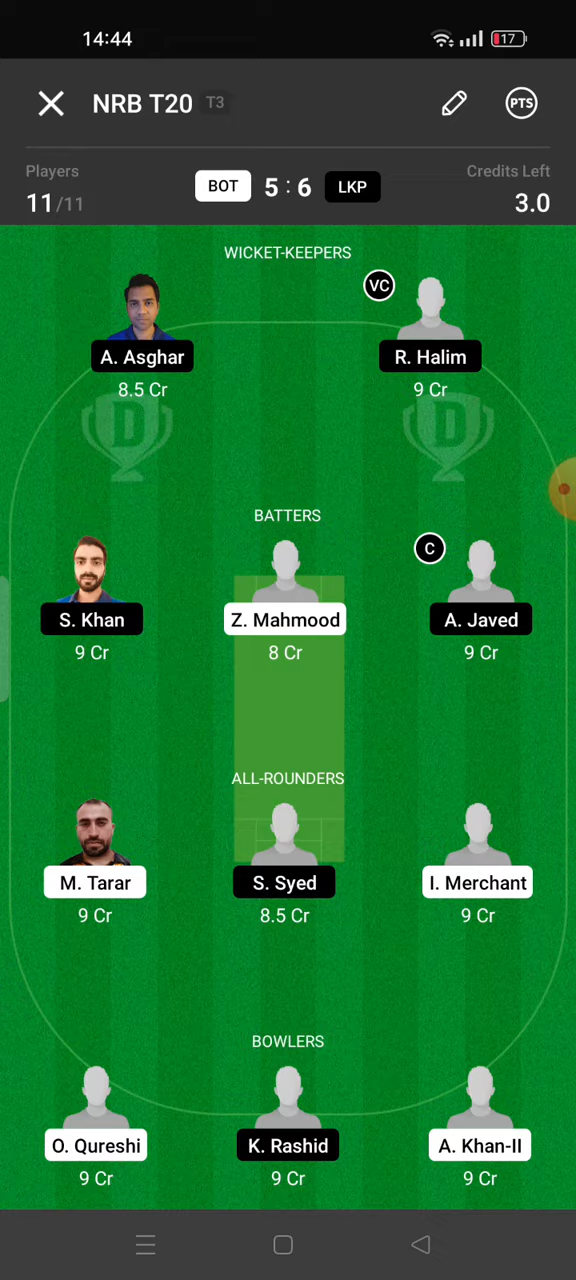 14:44
17
NRB T20 T3
PTS
Players
Credits Left
BOT 5 : 6 LKP
11/11
3.0
WICKET-KEEPERS
VC
A. Asghar
R. Halim
8.5 Cr
9 Cr
D
D
BATTERS
C
S. Khan
Z. Mahmood
A. Javed
9 Cr
8 Cr
9 Cr
ALL-ROUNDERS
M. Tarar
S. Syed
I. Merchant
9 Cr
8.5 Cr
9 Cr
BOWLERS
O. Qureshi
K. Rashid
A. Khan-II
9 Cr
9 Cr
9 Cr